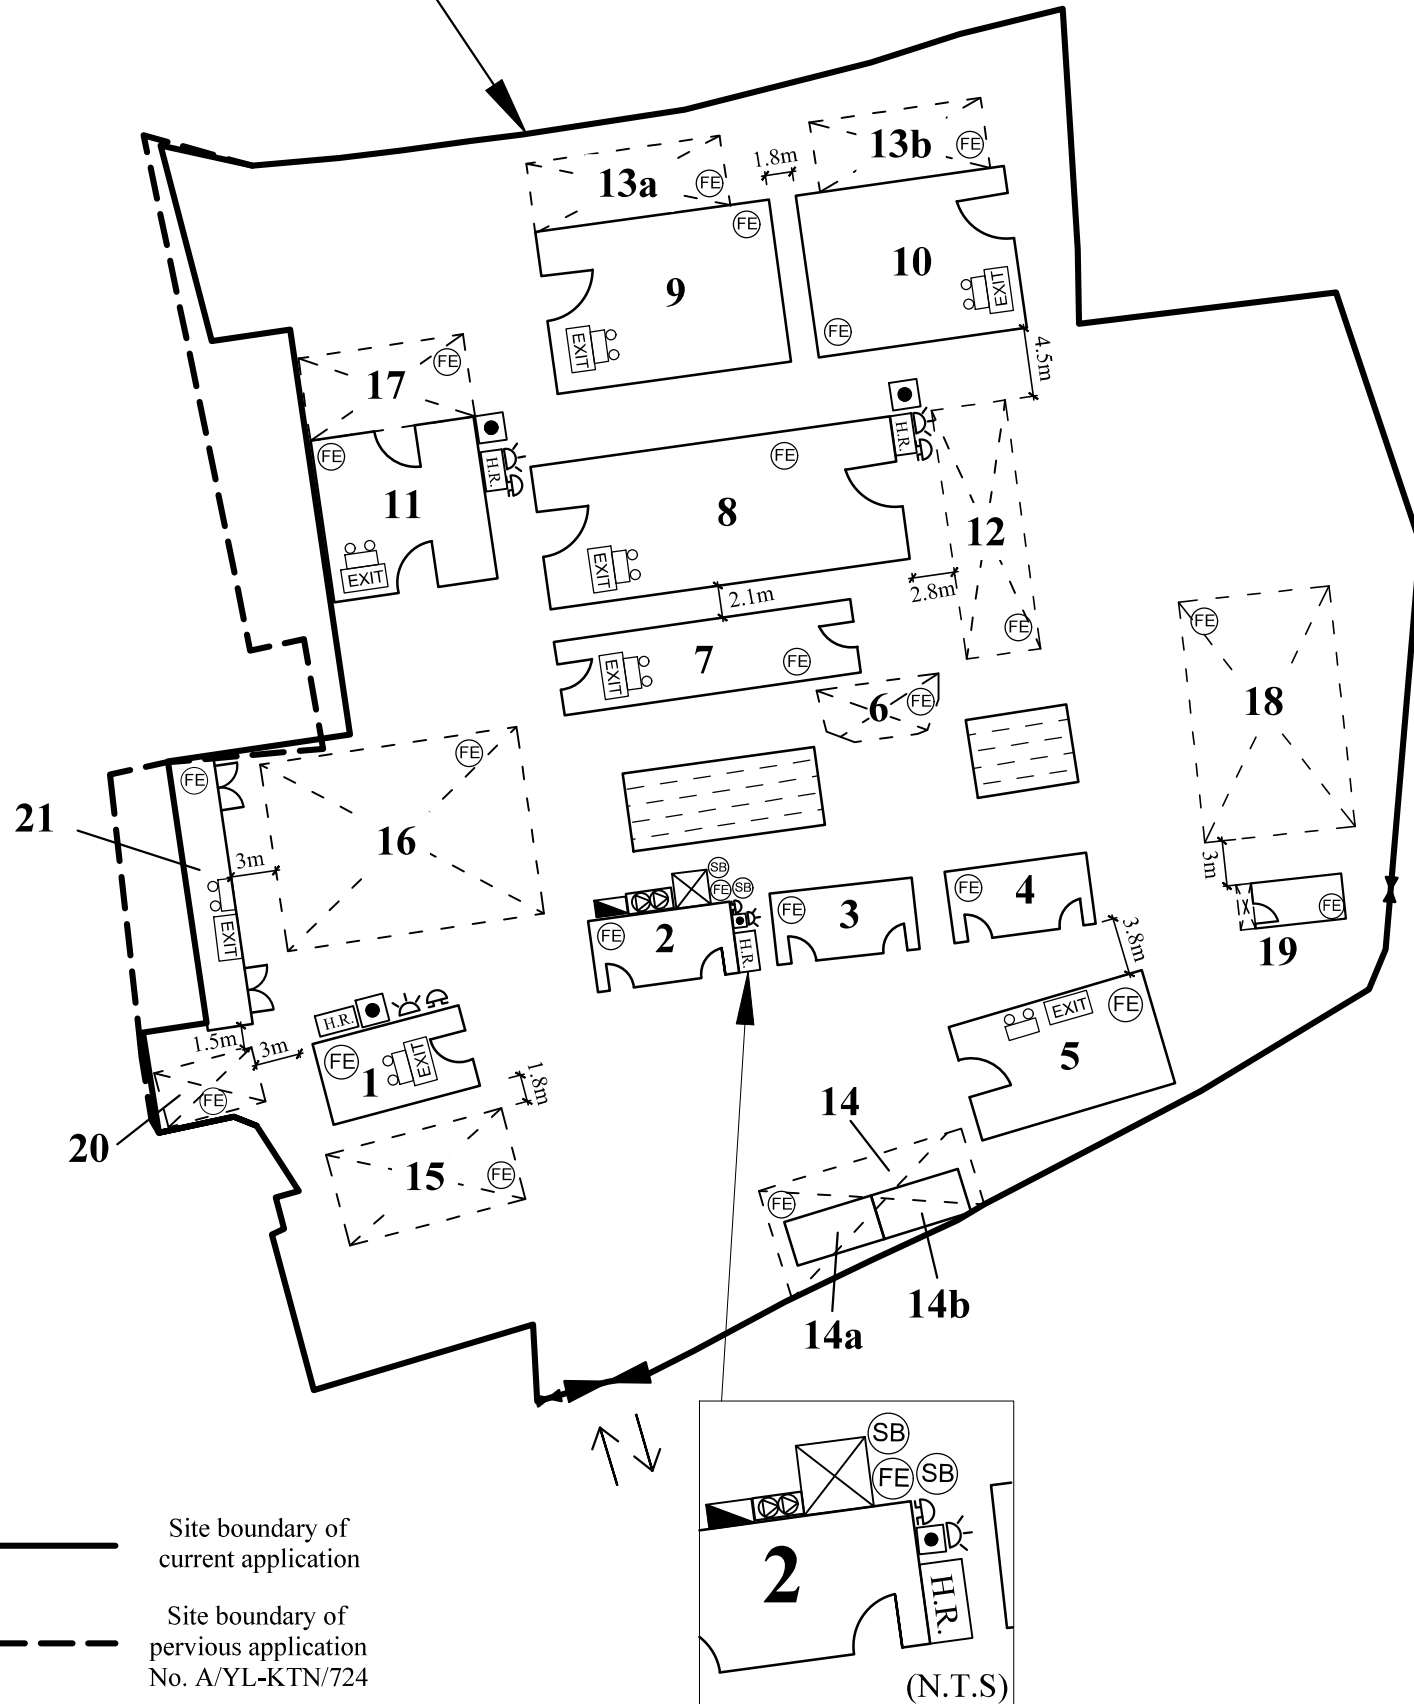 13b
FE
1.8m
13a
FE
FE
10
9
EXIT
FE
EXIT
4.5m
17
FE
FE
H.R.
FE
H.R.
11
8
12
EXIT
EXIT
2.8m
2.1m
FE
7
FE
EXIT
FE
18
6
FE
FE
FE
21
16
3m
3m
SB
FE
SB
FE
2
FE
3
FE
4
FE
EXIT
H.R.
19
3.8m
H.R.
FE
EXIT
FE
5
1.5m
3m
1
EXIT
1.8m
FE
20
14
15
FE
FE
14b
14a
SB
FE
SB
2
H.R.
(N.T.S)
Site boundary of
current application
Site boundary of
pervious application
No. A/YL-KTN/724